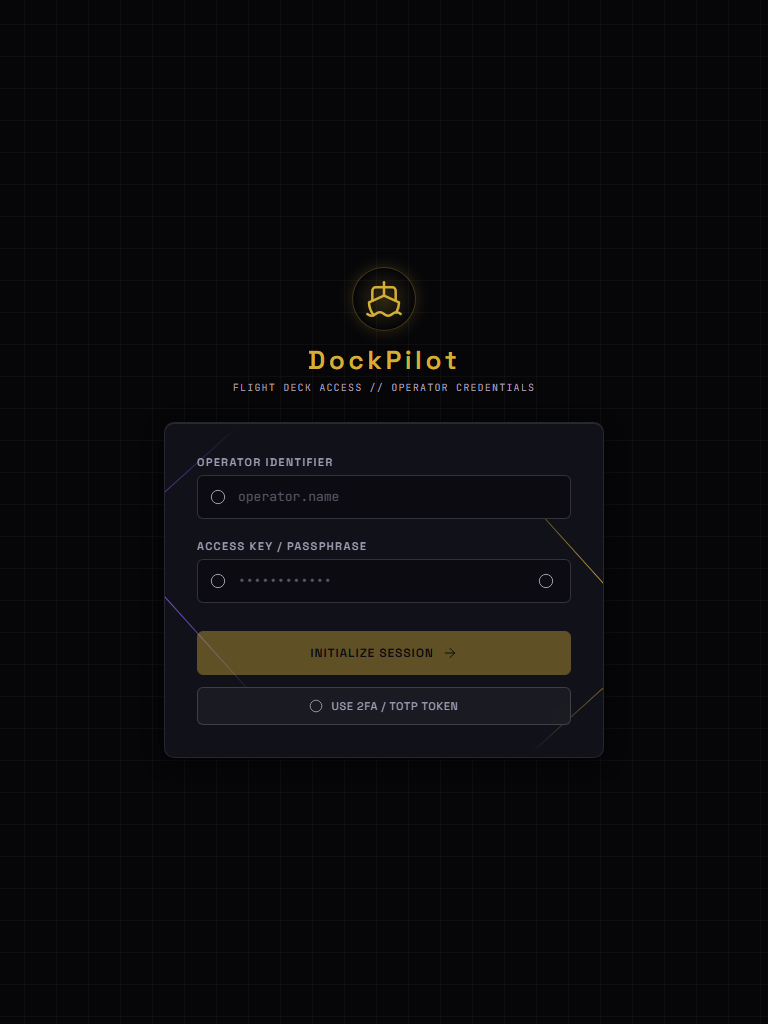 DockPilot
FLIGHT DECK ACCESS // OPERATOR CREDENTIALS
OPERATOR IDENTIFIER
operator.name
ACCESS KEY / PASSPHRASE
••••••••••••
INITIALIZE SESSION →
USE 2FA / TOTP TOKEN